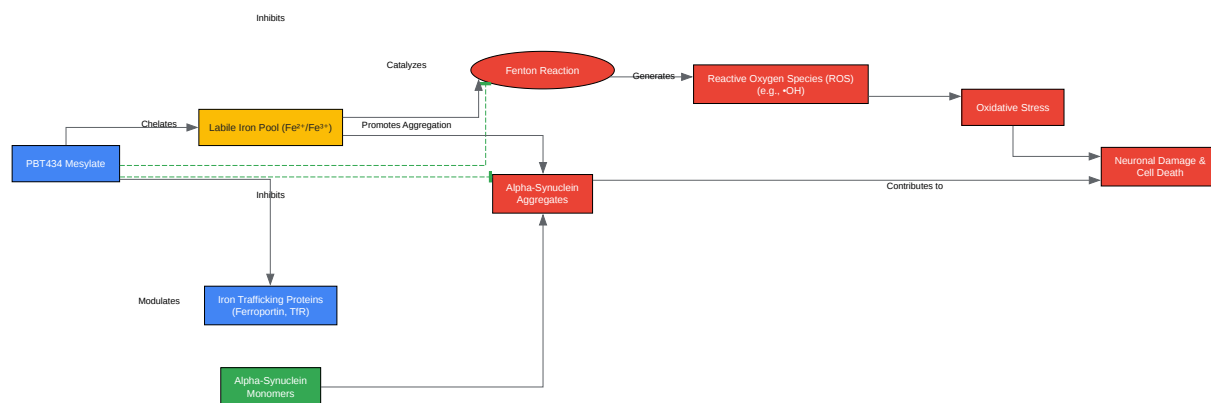 Inhibits
Catalyzes
Fenton Reaction
Generates
Reactive Oxygen Species (ROS)
(e.g., •OH)
Oxidative Stress
Chelates
Labile Iron Pool (Fe²⁺/Fe³⁺)
Promotes Aggregation
PBT434 Mesylate
Neuronal Damage &
Cell Death
Inhibits
Alpha-Synuclein
Aggregates
Contributes to
Modulates
Iron Trafficking Proteins
(Ferroportin, TfR)
Alpha-Synuclein
Monomers